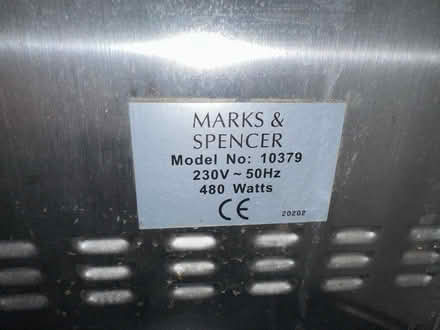 MARKS &
SPENCER
Model No: 10379
230V ~ 50Hz
480 Watts
CE 20202